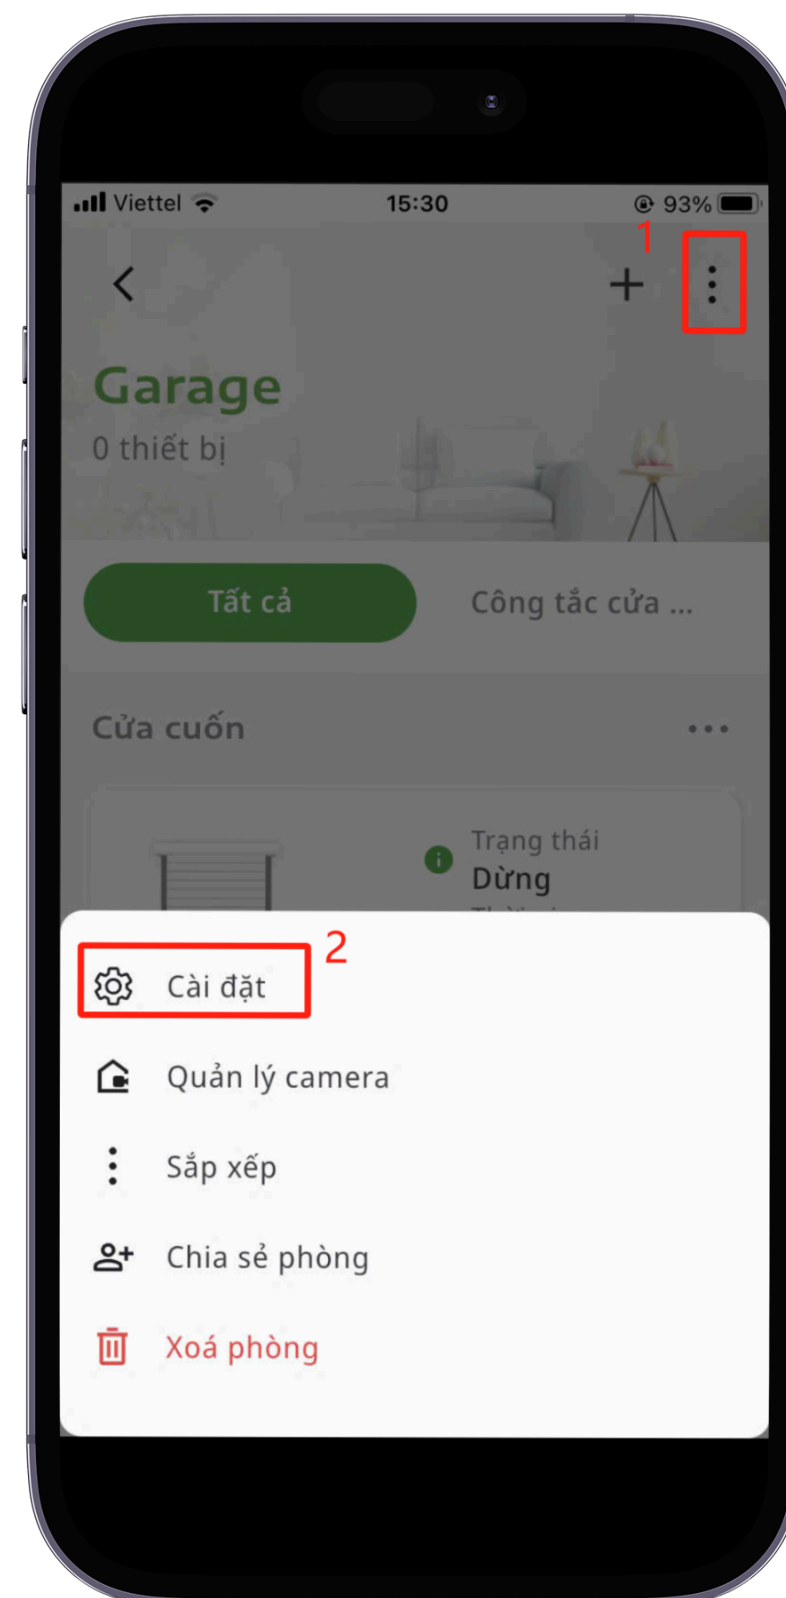 Viettel 15:30 93%
1
Garage
0 thiết bị
Tất cả Công tắc cửa ...
Cửa cuốn
Trạng thái
Dừng
2
Cài đặt
Quản lý camera
Sắp xếp
Chia sẻ phòng
Xoá phòng